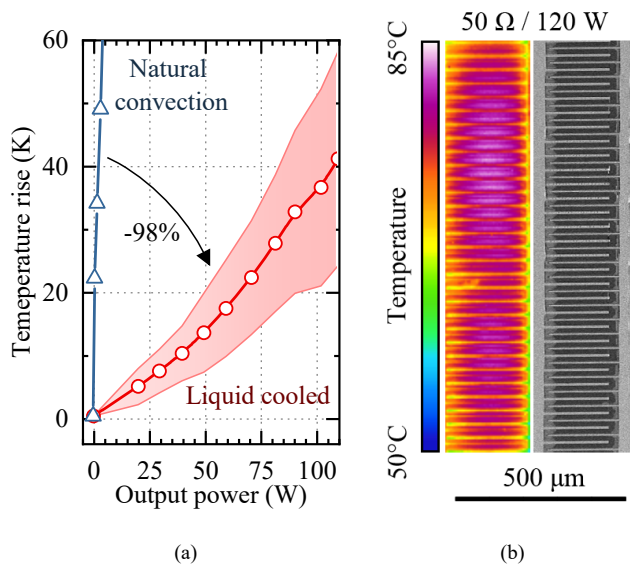 60
40
20
0
Temeperature rise (K)
Natural
convection
-98%
Liquid cooled
0 25 50 75 100
Output power (W)
(a)
50 Ω / 120 W
85°C
Temperature
50°C
500 µm
(b)